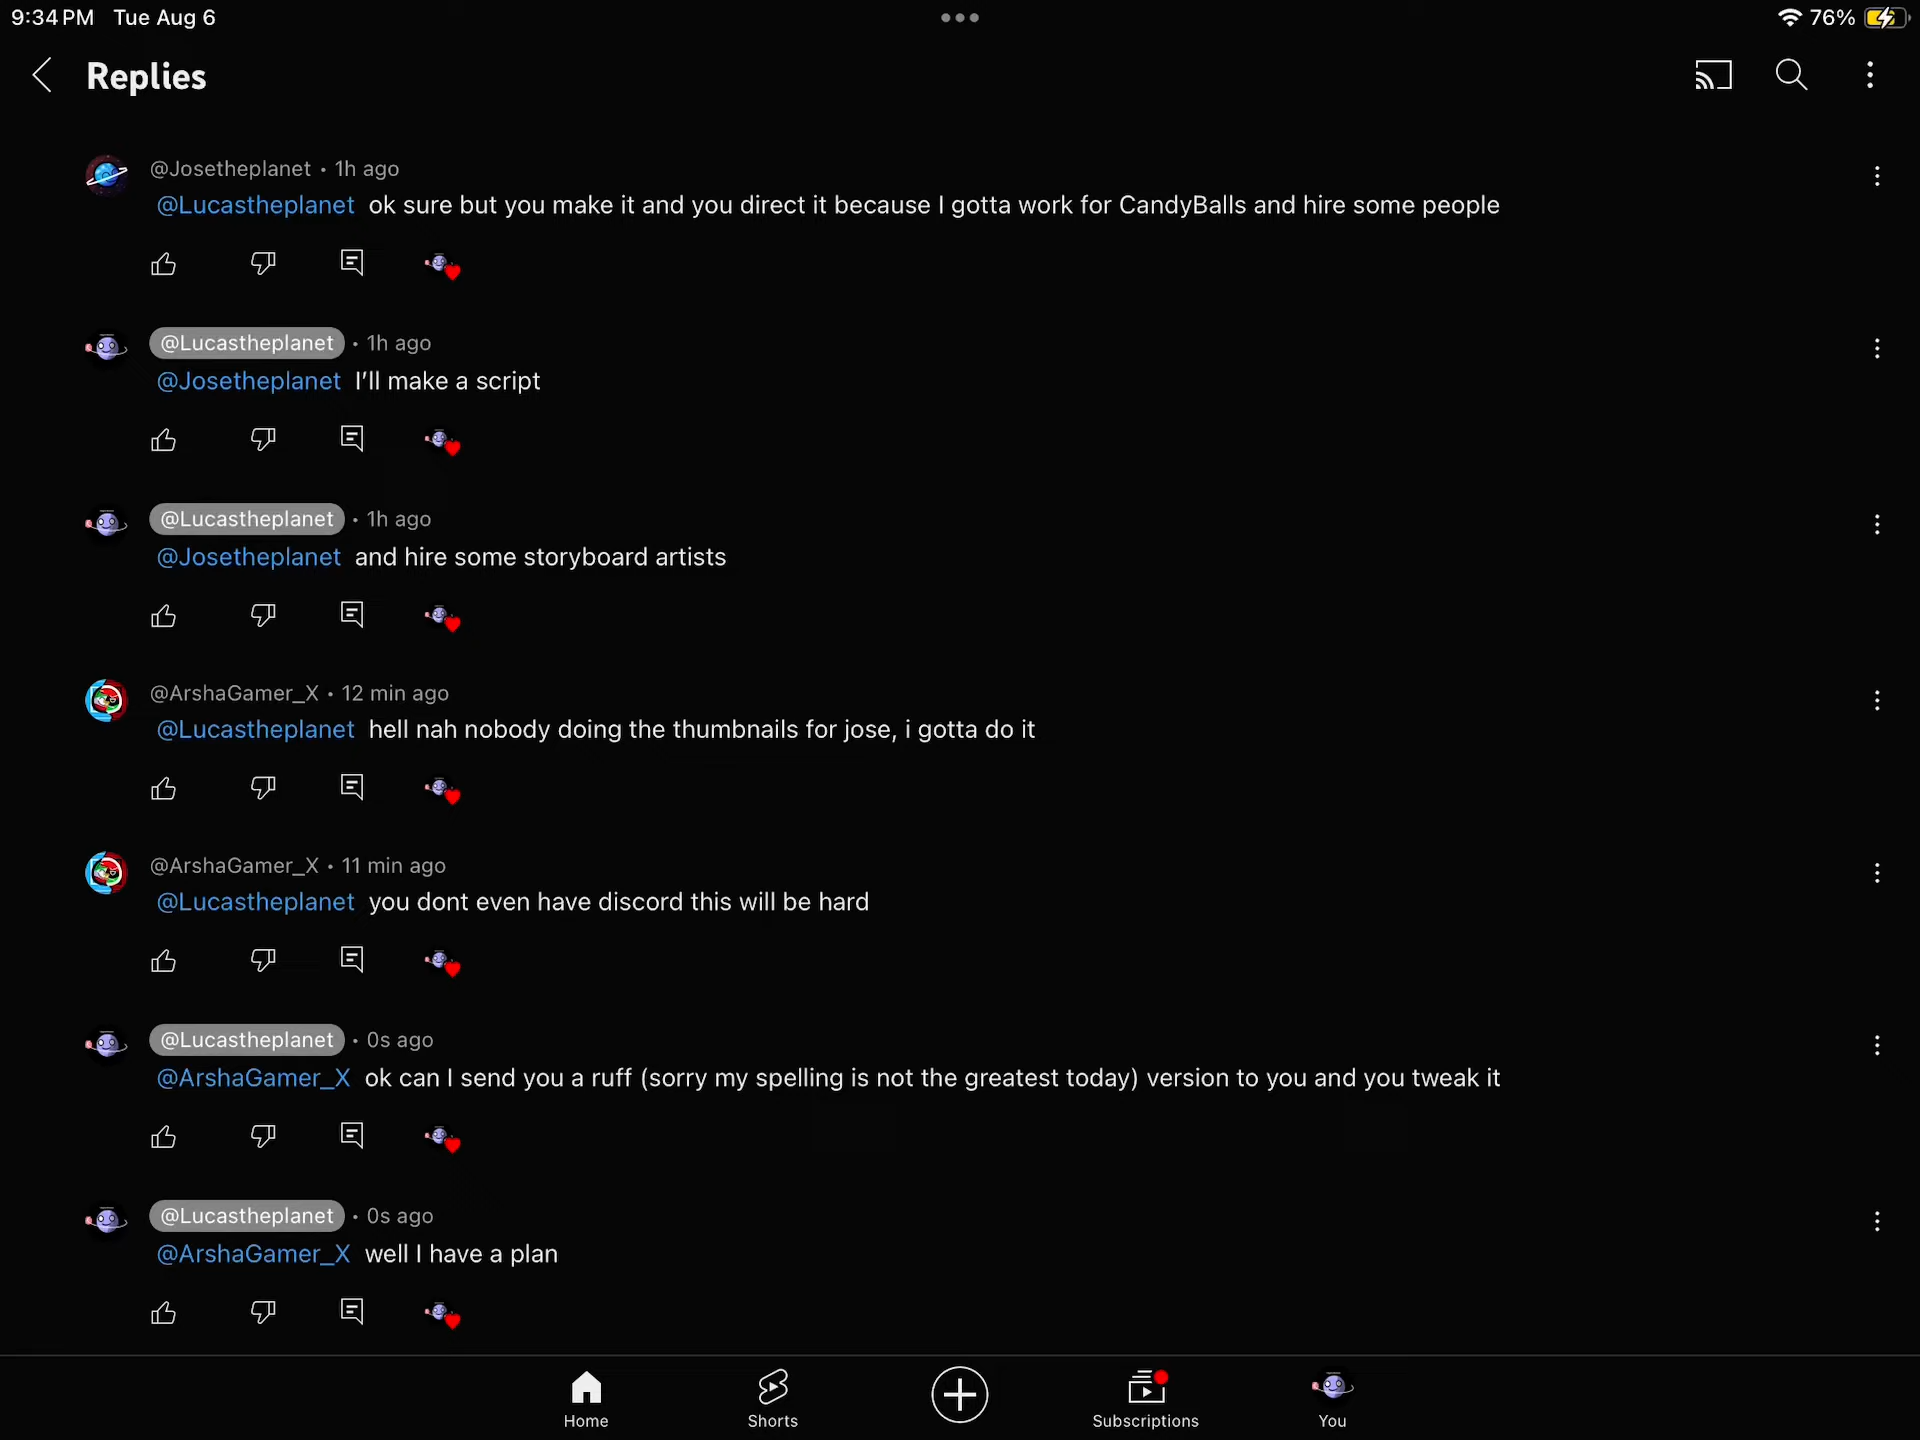 9:34 PM Tue Aug 6
76%
Replies
@Josetheplanet • 1h ago
@Lucastheplanet ok sure but you make it and you direct it because I gotta work for CandyBalls and hire some people
@Lucastheplanet • 1h ago
@Josetheplanet I’ll make a script
@Lucastheplanet • 1h ago
@Josetheplanet and hire some storyboard artists
@ArshaGamer_X • 12 min ago
@Lucastheplanet hell nah nobody doing the thumbnails for jose, i gotta do it
@ArshaGamer_X • 11 min ago
@Lucastheplanet you dont even have discord this will be hard
@Lucastheplanet • 0s ago
@ArshaGamer_X ok can I send you a ruff (sorry my spelling is not the greatest today) version to you and you tweak it
@Lucastheplanet • 0s ago
@ArshaGamer_X well I have a plan
Home
Shorts
Subscriptions
You